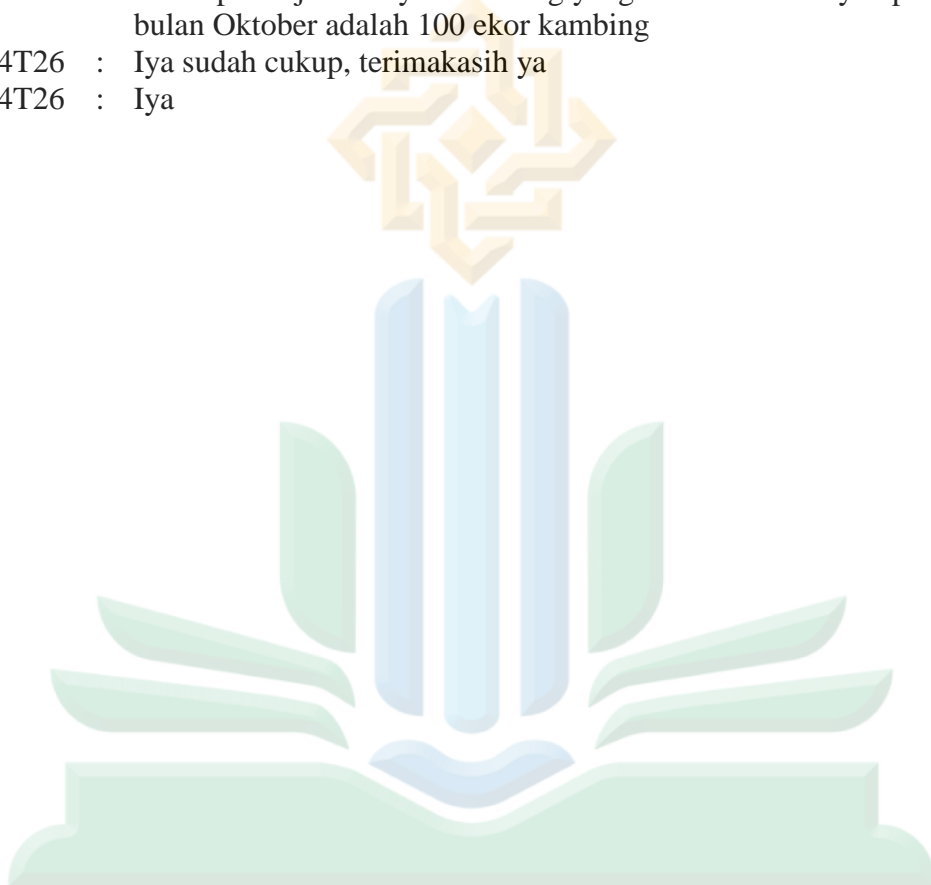 bulan Oktober adalah 100 ekor kambing
4T26 : Iya sudah cukup, terimakasih ya
4T26 : Iya